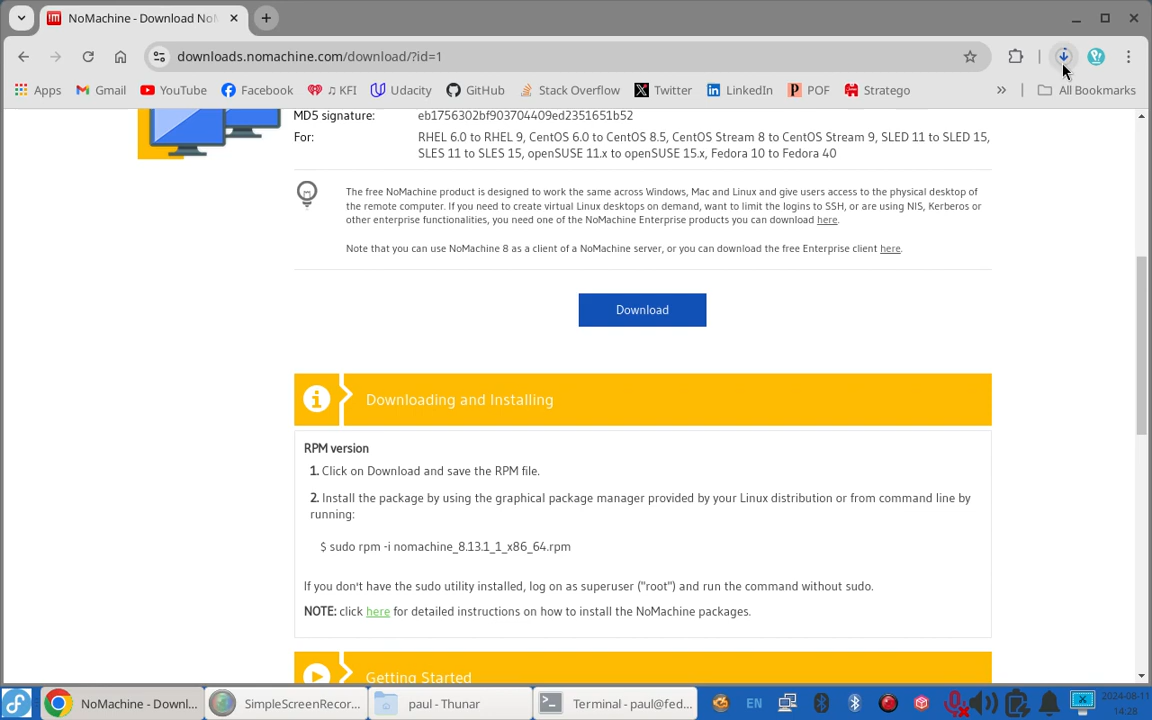 NoMachine - Download NoM
downloads.nomachine.com/download/?id=1
Apps Gmail YouTube Facebook ♫ KFI Udacity GitHub Stack Overflow Twitter LinkedIn POF Stratego » All Bookmarks
MD5 signature: eb1756302bf903704409ed2351651b52
For: RHEL 6.0 to RHEL 9, CentOS 6.0 to CentOS 8.5, CentOS Stream 8 to CentOS Stream 9, SLED 11 to SLED 15,
SLES 11 to SLES 15, openSUSE 11.x to openSUSE 15.x, Fedora 10 to Fedora 40
The free NoMachine product is designed to work the same across Windows, Mac and Linux and give users access to the physical desktop of
the remote computer. If you need to create virtual Linux desktops on demand, want to limit the logins to SSH, or are using NIS, Kerberos or
other enterprise functionalities, you need one of the NoMachine Enterprise products you can download here.
Note that you can use NoMachine 8 as a client of a NoMachine server, or you can download the free Enterprise client here.
Download
Downloading and Installing
RPM version
1. Click on Download and save the RPM file.
2. Install the package by using the graphical package manager provided by your Linux distribution or from command line by
running:
$ sudo rpm -i nomachine_8.13.1_1_x86_64.rpm
If you don't have the sudo utility installed, log on as superuser ("root") and run the command without sudo.
NOTE: click here for detailed instructions on how to install the NoMachine packages.
Getting Started
NoMachine - Downl... SimpleScreenRecor... paul - Thunar Terminal - paul@fed... EN 2024-08-11
14:28